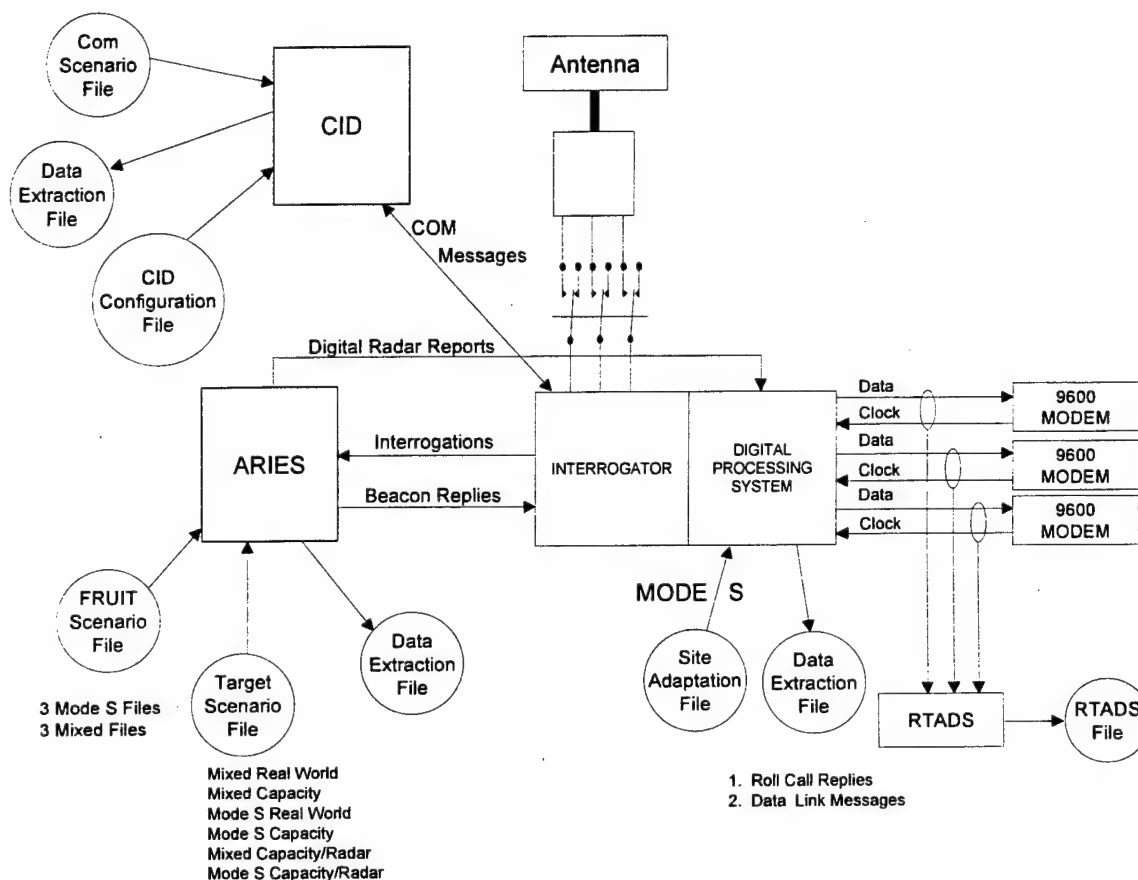 Com
Scenario
File
CID
Antenna
Data
Extraction
File
COM
Messages
CID
Configuration
File
Digital Radar Reports
ARIES
Interrogations
Beacon Replies
INTERROGATOR
DIGITAL
PROCESSING
SYSTEM
Data
Clock
Data
Clock
Data
Clock
9600
MODEM
9600
MODEM
9600
MODEM
MODE S
FRUIT
Scenario
File
3 Mode S Files
3 Mixed Files
Target
Scenario
File
Data
Extraction
File
Site
Adaptation
File
Data
Extraction
File
RTADS
RTADS
File
Mixed Real World
Mixed Capacity
Mode S Real World
Mode S Capacity
Mixed Capacity/Radar
Mode S Capacity/Radar
1. Roll Call Replies
2. Data Link Messages